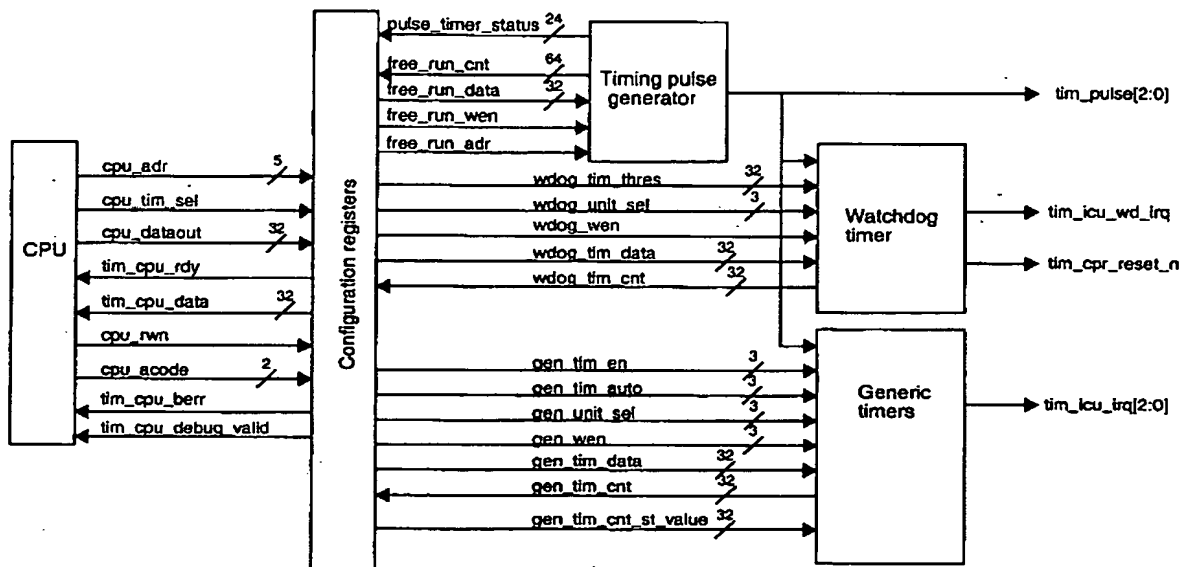 pulse_timer_status 24
free_run_cnt 64
free_run_data 32
free_run_wen
free_run_adr
Timing pulse
generator
tim_pulse[2:0]
CPU
cpu_adr 5
cpu_tim_sel
cpu_dataout 32
tim_cpu_rdy
tim_cpu_data 32
cpu_rwn
cpu_acode 2
tim_cpu_berr
tim_cpu_debug_valid
Configuration registers
wdog_tim_thres 32
wdog_unit_sel 3
wdog_wen
wdog_tim_data 32
wdog_tim_cnt 32
Watchdog
timer
tim_icu_wd_irq
tim_cpr_reset_n
gen_tim_en 3
gen_tim_auto 3
gen_unit_sel 3
gen_wen 3
gen_tim_data 32
gen_tim_cnt 32
gen_tim_cnt_st_value 32
Generic
timers
tim_icu_irq[2:0]